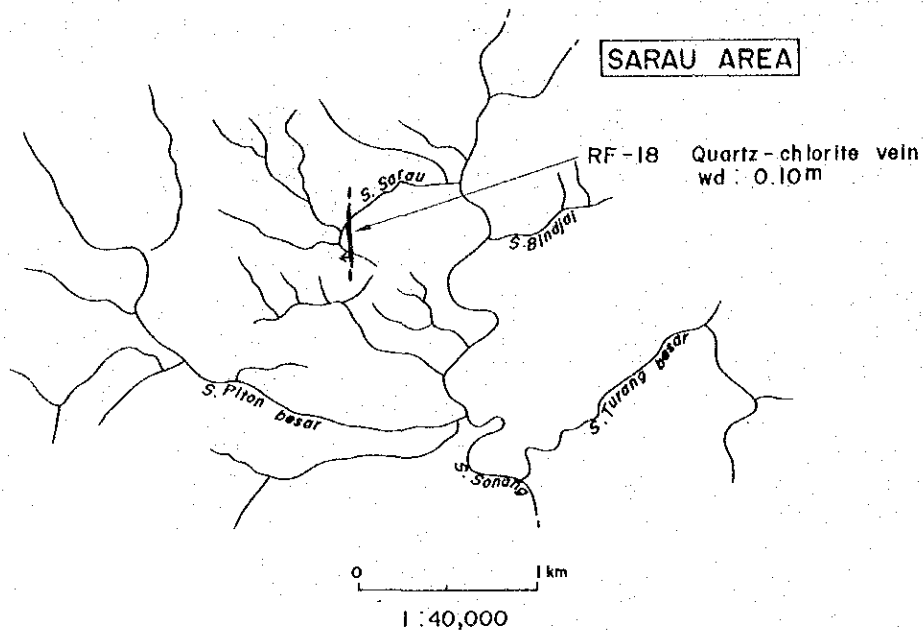 SARAU AREA
RF-18 Quartz-chlorite vein
wd : 0.10m
S. Sarau
S. Bindjai
S. Turang besar
S. Piton besar
S. Sonang
0 1 km
1:40,000